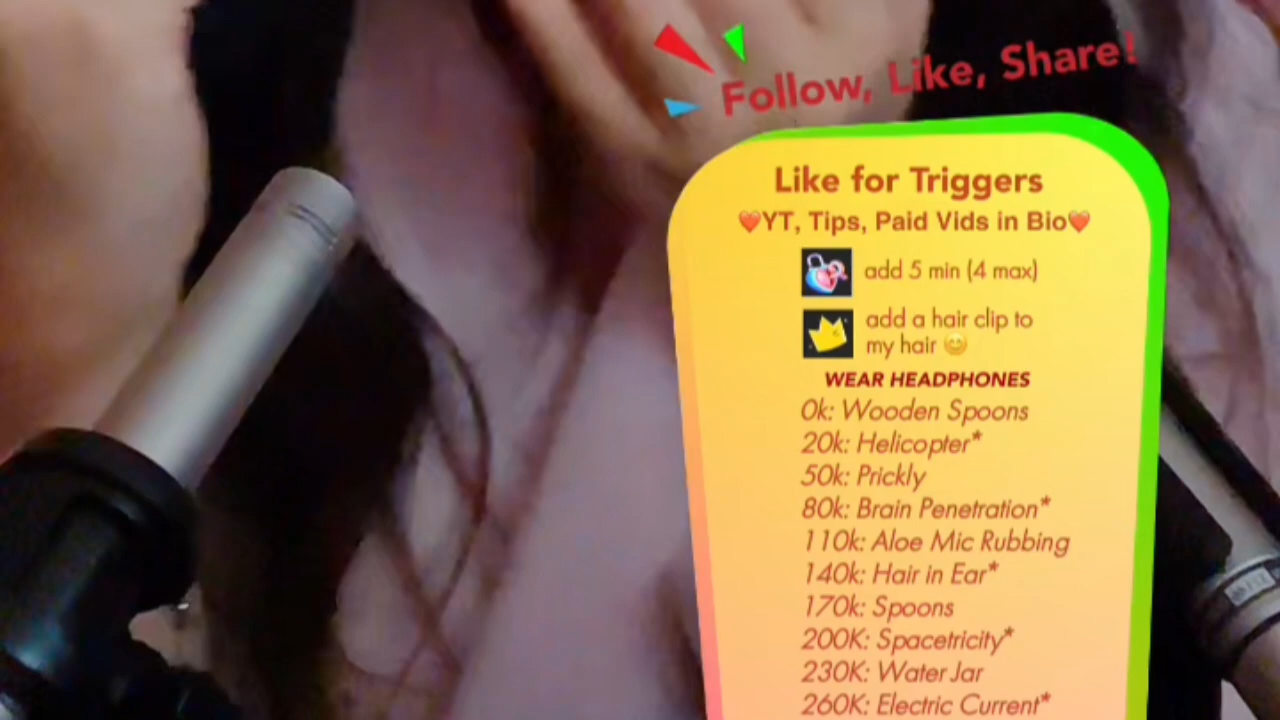 Follow, Like, Share!
Like for Triggers
❤️YT, Tips, Paid Vids in Bio❤️
add 5 min (4 max)
add a hair clip to
my hair 😊
WEAR HEADPHONES
0k: Wooden Spoons
20k: Helicopter*
50k: Prickly
80k: Brain Penetration*
110k: Aloe Mic Rubbing
140k: Hair in Ear*
170k: Spoons
200K: Spacetricity*
230K: Water Jar
260K: Electric Current*